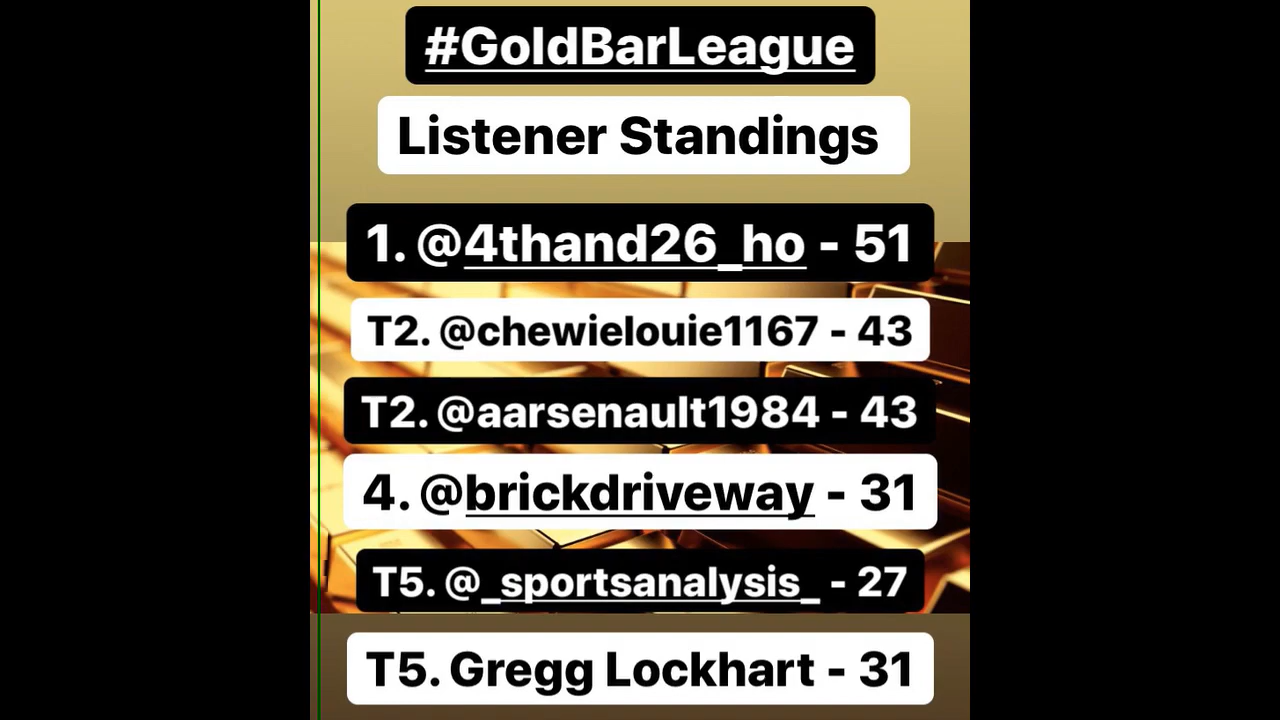 #GoldBarLeague
Listener Standings
1. @4thand26_ho - 51
T2. @chewielouie1167 - 43
T2. @aarsenault1984 - 43
4. @brickdriveway - 31
T5. @_sportsanalysis_ - 27
T5. Gregg Lockhart - 31